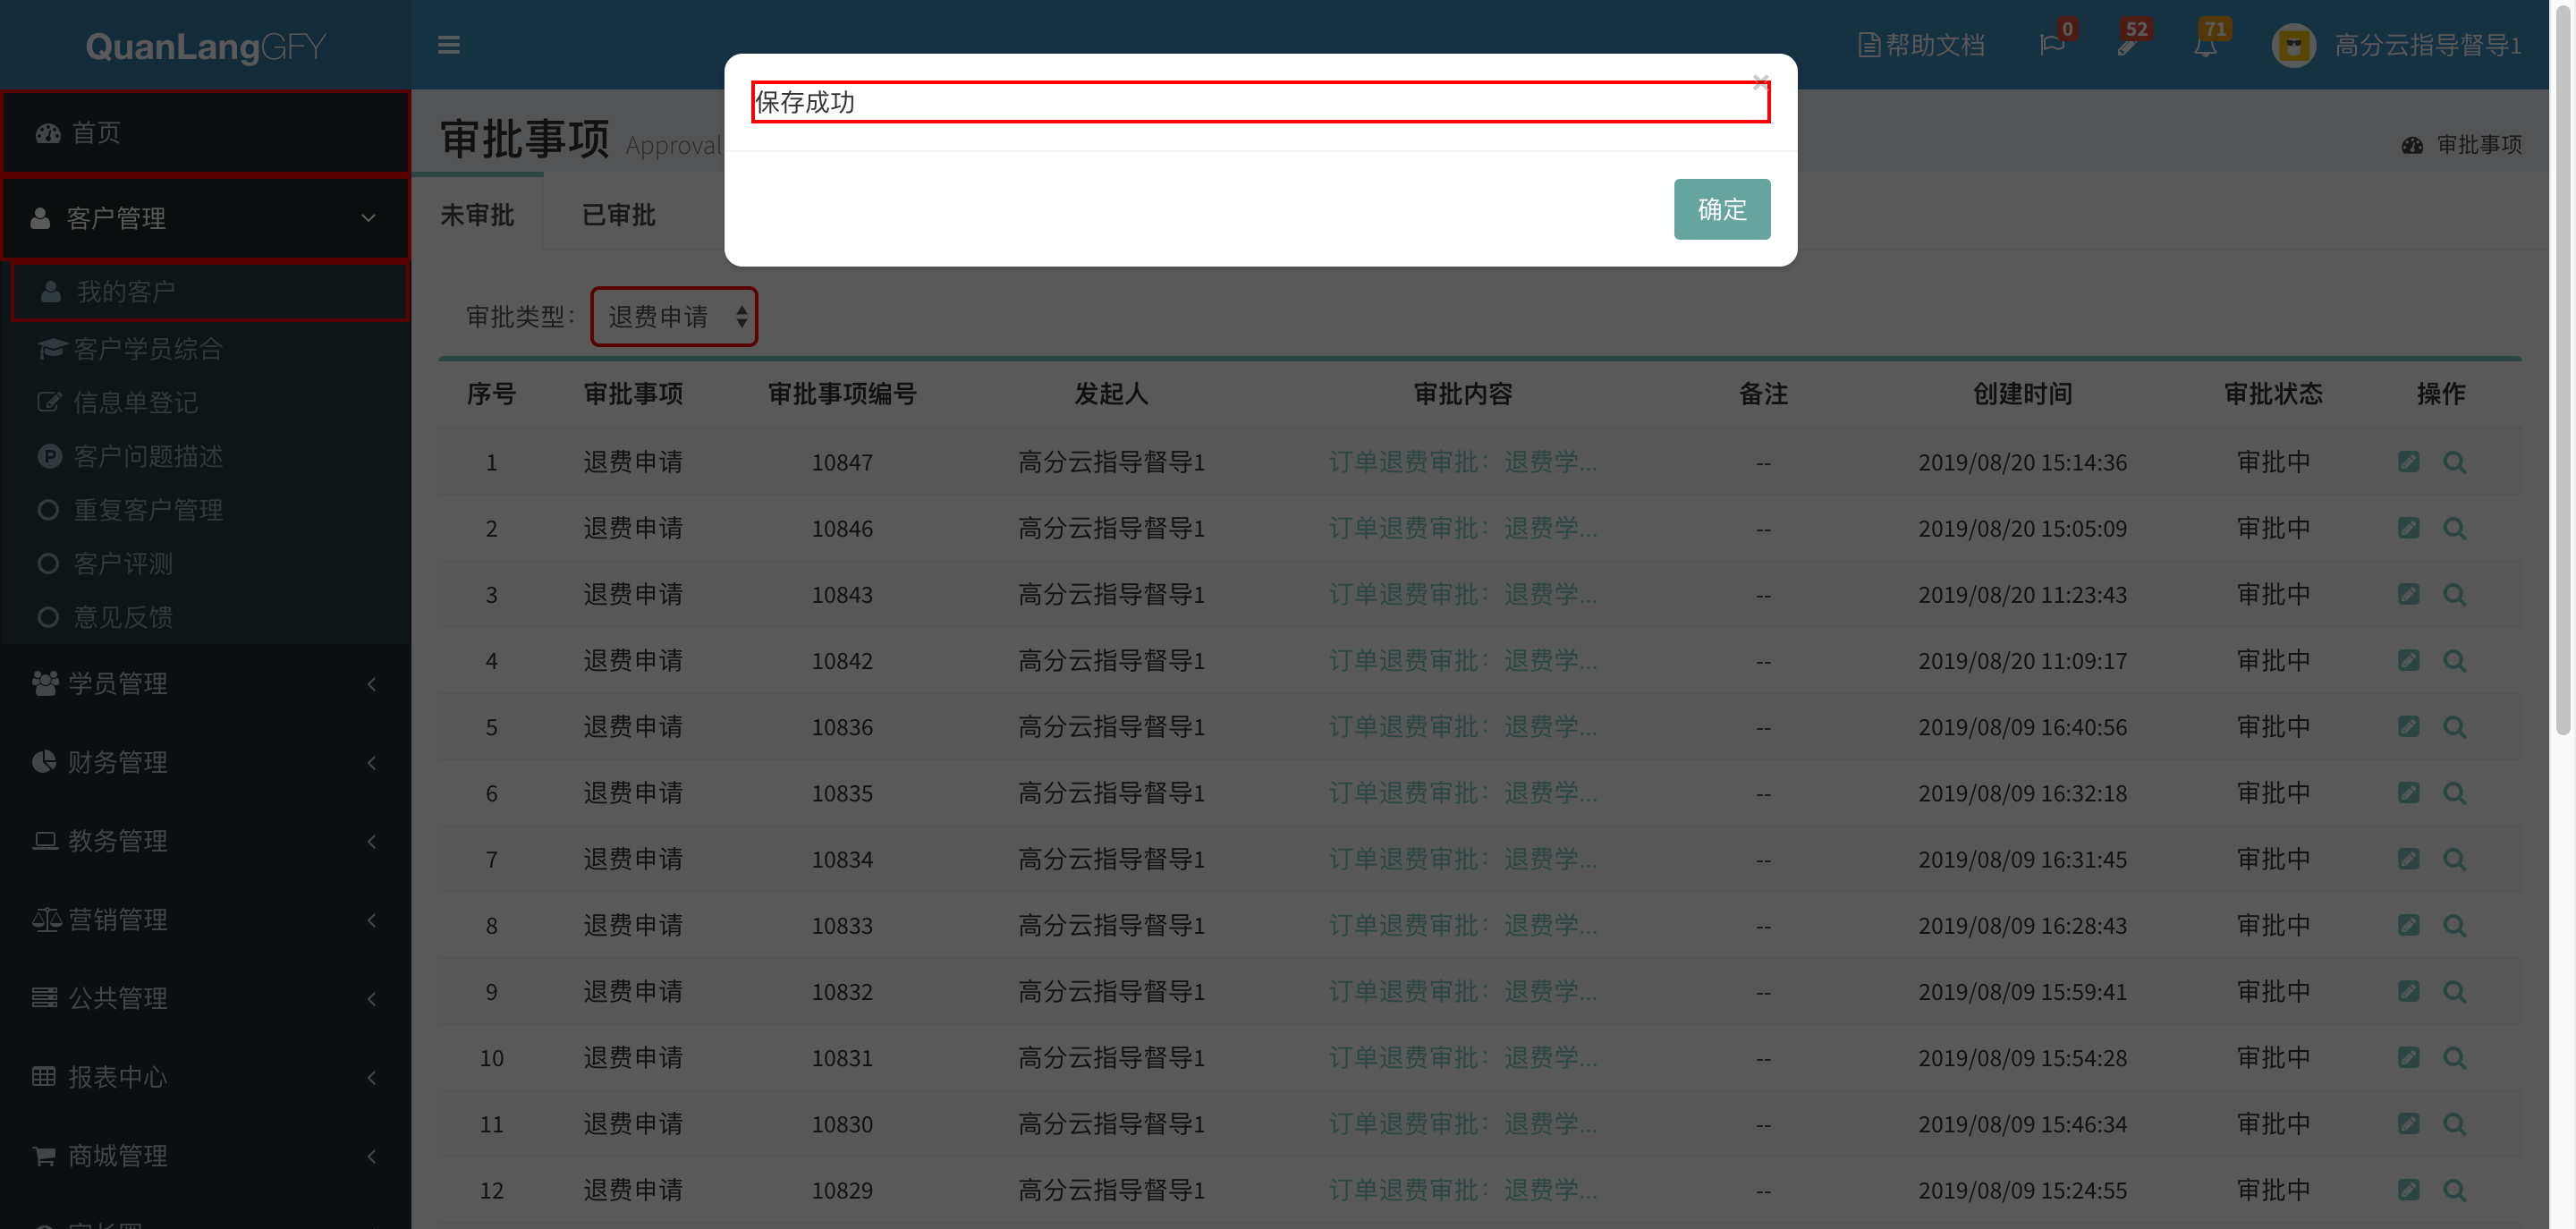 QuanLangGFY
帮助文档
0
52
71
高分云指导督导1
首页
客户管理
我的客户
客户学员综合
信息单登记
客户问题描述
重复客户管理
客户评测
意见反馈
学员管理
财务管理
教务管理
营销管理
公共管理
报表中心
商城管理
×
保存成功
确定
审批事项 Approval
审批事项
未审批 已审批
审批类型： 退费申请
序号 审批事项 审批事项编号 发起人 审批内容 备注 创建时间 审批状态 操作
1 退费申请 10847 高分云指导督导1 订单退费审批：退费学... -- 2019/08/20 15:14:36 审批中
2 退费申请 10846 高分云指导督导1 订单退费审批：退费学... -- 2019/08/20 15:05:09 审批中
3 退费申请 10843 高分云指导督导1 订单退费审批：退费学... -- 2019/08/20 11:23:43 审批中
4 退费申请 10842 高分云指导督导1 订单退费审批：退费学... -- 2019/08/20 11:09:17 审批中
5 退费申请 10836 高分云指导督导1 订单退费审批：退费学... -- 2019/08/09 16:40:56 审批中
6 退费申请 10835 高分云指导督导1 订单退费审批：退费学... -- 2019/08/09 16:32:18 审批中
7 退费申请 10834 高分云指导督导1 订单退费审批：退费学... -- 2019/08/09 16:31:45 审批中
8 退费申请 10833 高分云指导督导1 订单退费审批：退费学... -- 2019/08/09 16:28:43 审批中
9 退费申请 10832 高分云指导督导1 订单退费审批：退费学... -- 2019/08/09 15:59:41 审批中
10 退费申请 10831 高分云指导督导1 订单退费审批：退费学... -- 2019/08/09 15:54:28 审批中
11 退费申请 10830 高分云指导督导1 订单退费审批：退费学... -- 2019/08/09 15:46:34 审批中
12 退费申请 10829 高分云指导督导1 订单退费审批：退费学... -- 2019/08/09 15:24:55 审批中